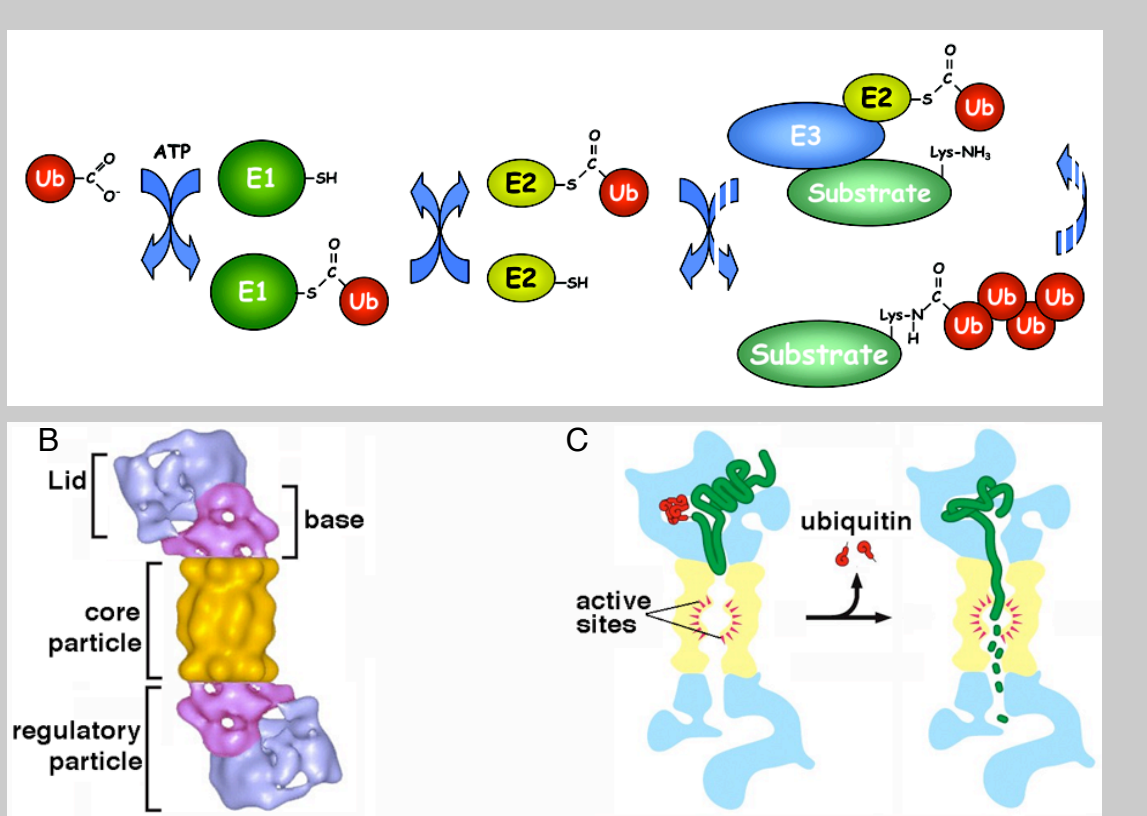 Ub
C
O
O-
ATP
E1
SH
E1
S
C
O
Ub
E2
S
C
O
Ub
E2
SH
E3
E2
S
C
O
Ub
Lys-NH3
Substrate
Substrate
Lys-N
H
C
O
Ub
Ub
Ub
Ub
B
Lid
base
core
particle
regulatory
particle
C
active
sites
ubiquitin